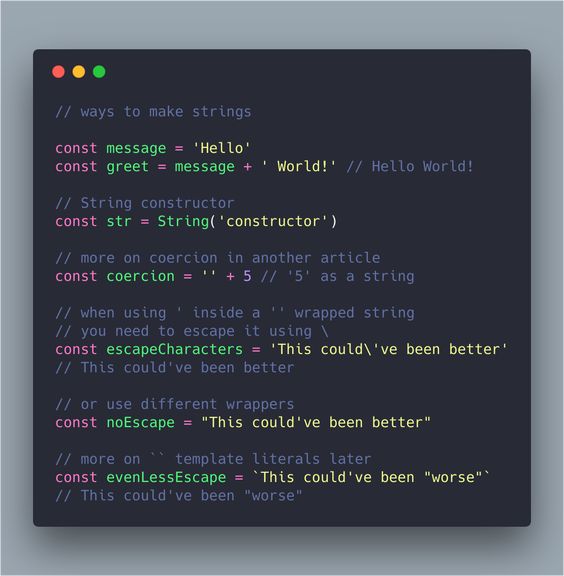 // ways to make strings
const message = 'Hello'
const greet = message + ' World!' // Hello World!
// String constructor
const str = String('constructor')
// more on coercion in another article
const coercion = '' + 5 // '5' as a string
// when using ' inside a '' wrapped string
// you need to escape it using \
const escapeCharacters = 'This could\'ve been better'
// This could've been better
// or use different wrappers
const noEscape = "This could've been better"
// more on `` template literals later
const evenLessEscape = `This could've been "worse"`
// This could've been "worse"